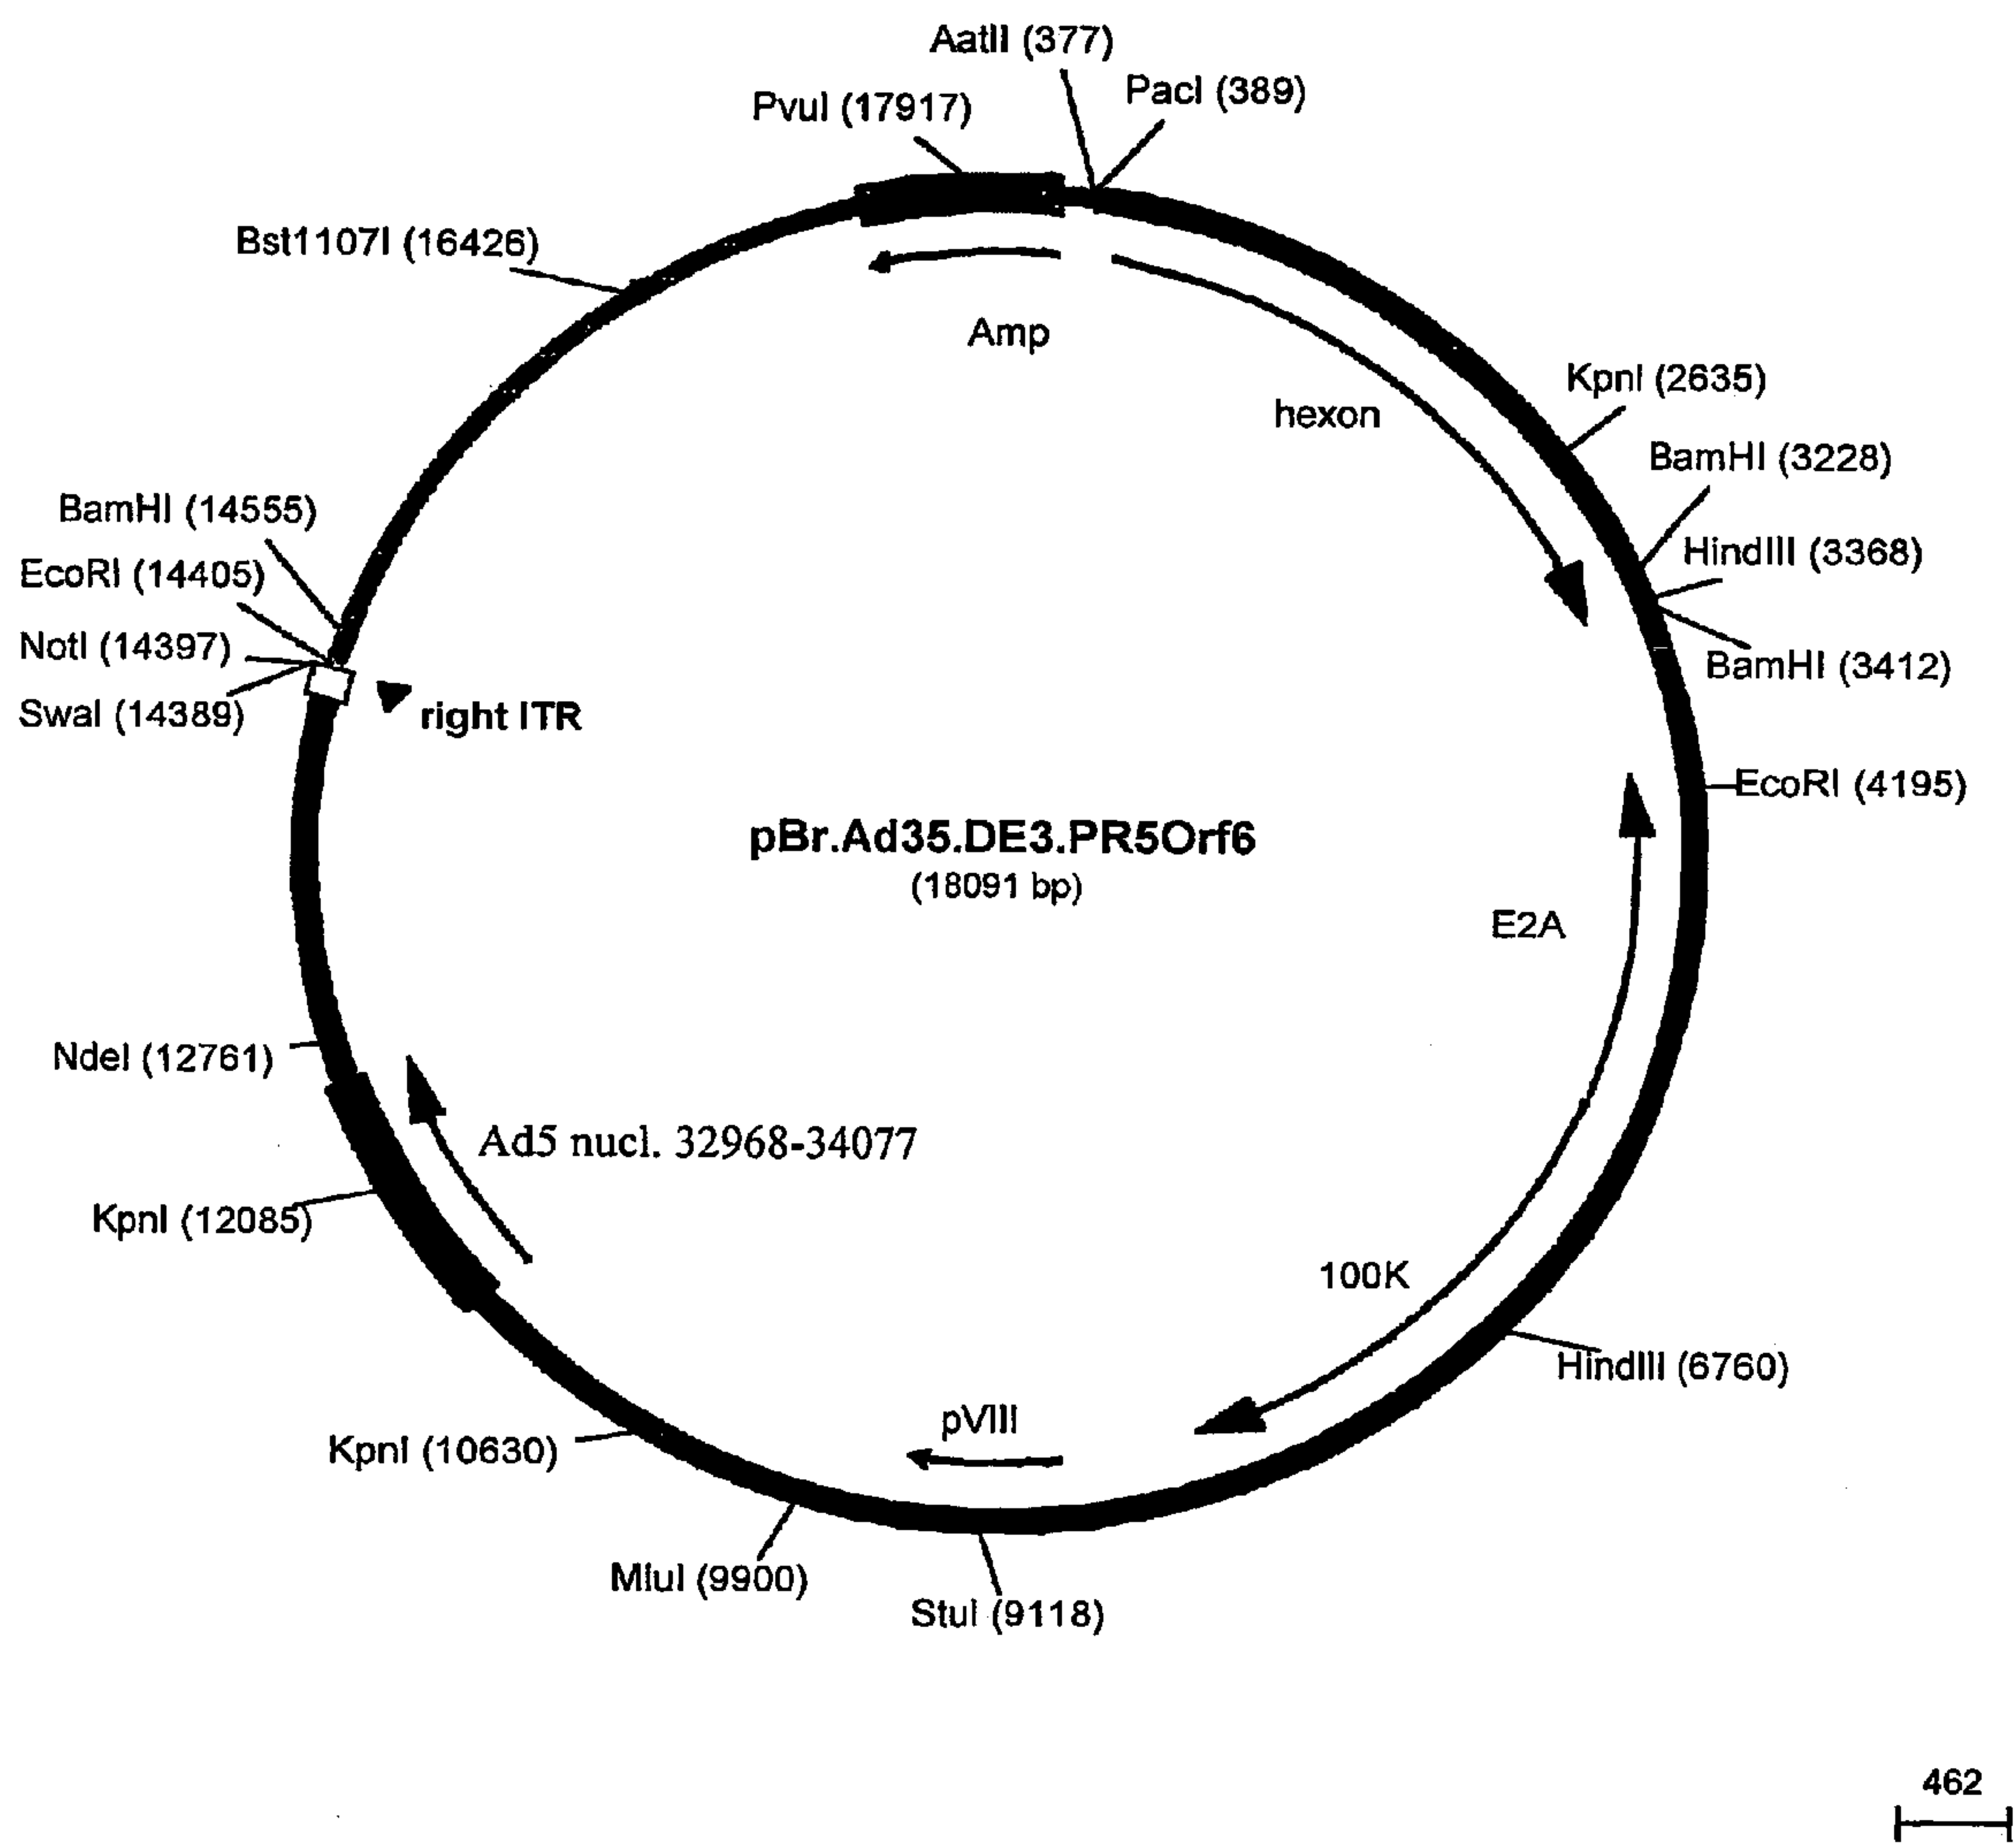 AatII (377)
PacI (389)
PvuI (17917)
Bst1107I (16426)
Amp
hexon
KpnI (2635)
BamHI (3228)
HindIII (3368)
BamHI (3412)
BamHI (14555)
EcoRI (14405)
NotI (14397)
SwaI (14389)
right ITR
EcoRI (4195)
pBr.Ad35.DE3.PR5Orf6
(18091 bp)
E2A
NdeI (12761)
Ad5 nucl. 32968-34077
KpnI (12085)
100K
HindIII (6760)
pVIII
KpnI (10630)
MluI (9900)
StuI (9118)
462